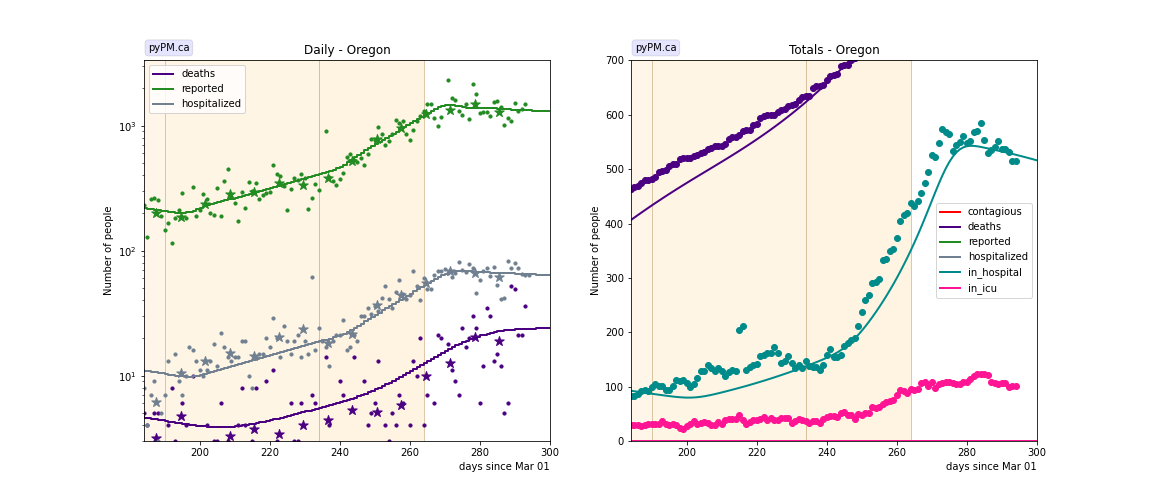 pyPM.ca
Daily - Oregon
deaths
reported
hospitalized
10³
10²
10¹
Number of people
200
220
240
260
280
300
days since Mar 01
pyPM.ca
Totals - Oregon
700
600
500
400
300
200
100
0
Number of people
contagious
deaths
reported
hospitalized
in_hospital
in_icu
200
220
240
260
280
300
days since Mar 01